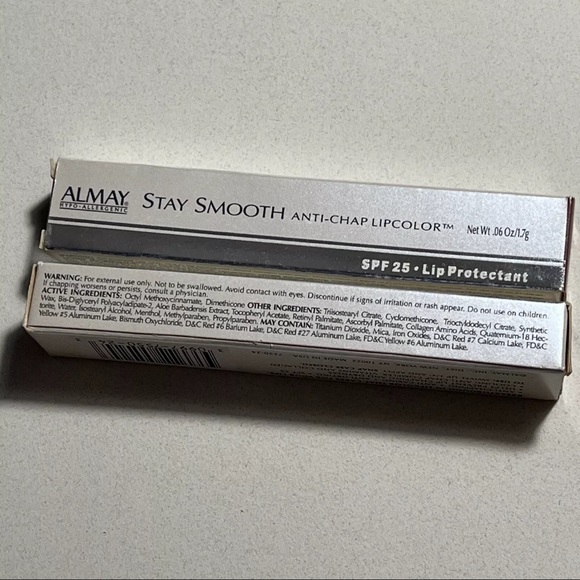 ALMAY®
HYPO-ALLERGENIC
STAY SMOOTH ANTI-CHAP LIPCOLOR™
Net Wt. .06 Oz/1.7g
SPF 25 • Lip Protectant
WARNING: For external use only. Not to be swallowed. Avoid contact with eyes. Discontinue if signs of irritation or rash appear. Do not use on children.
If chapping worsens or persists, consult a physician.
ACTIVE INGREDIENTS: Octyl Methoxycinnamate, Dimethicone OTHER INGREDIENTS: Triisostearyl Citrate, Cyclomethicone, Trioctyldodecyl Citrate, Synthetic
Wax, Bis-Diglyceryl Polyacyladipate-2, Aloe Barbadensis Extract, Tocopheryl Acetate, Retinyl Palmitate, Ascorbyl Palmitate, Collagen Amino Acids, Quaternium-18 Hec-
torite, Water, Isostearyl Alcohol, Menthol, Methylparaben, Propylparaben. MAY CONTAIN: Titanium Dioxide, Mica, Iron Oxides, D&C Red #7 Calcium Lake, FD&C
Yellow #5 Aluminum Lake, Bismuth Oxychloride, D&C Red #6 Barium Lake, D&C Red #27 Aluminum Lake, FD&C Yellow #6 Aluminum Lake.